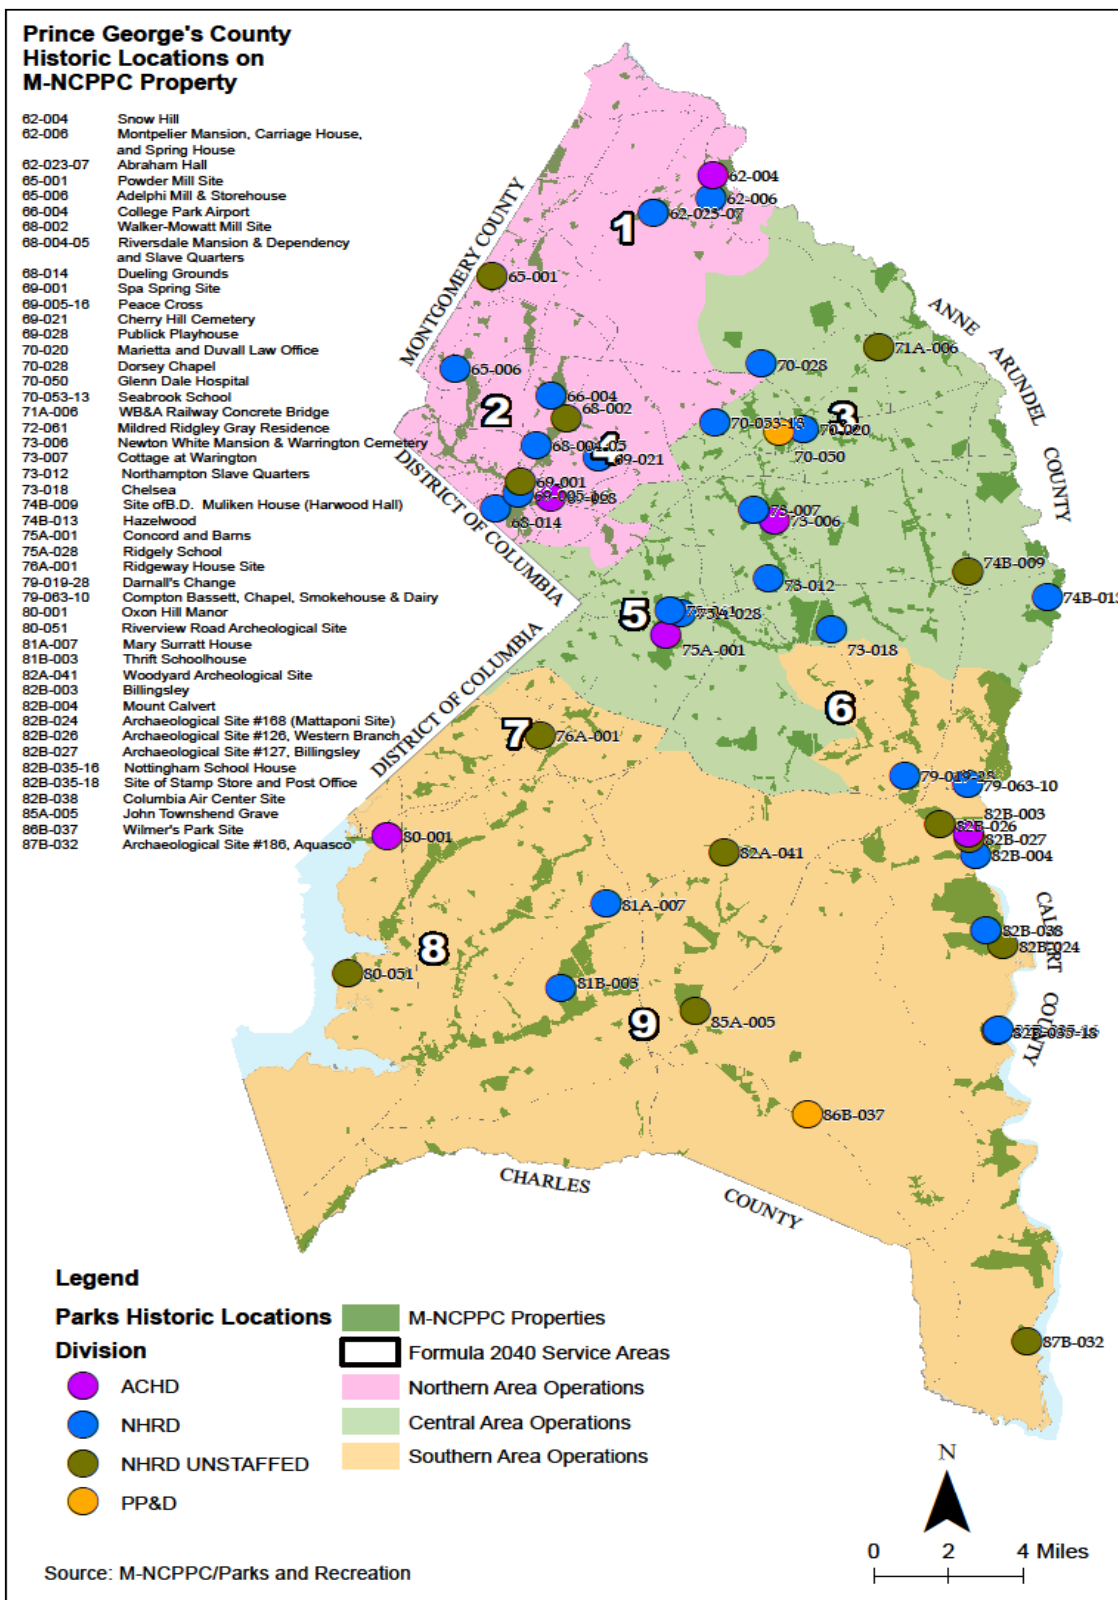 Prince George's County
Historic Locations on
M-NCPPC Property
62-004 Snow Hill
62-006 Montpelier Mansion, Carriage House,
and Spring House
62-023-07 Abraham Hall
65-001 Powder Mill Site
65-006 Adelphi Mill & Storehouse
66-004 College Park Airport
68-002 Walker-Mowatt Mill Site
68-004-05 Riversdale Mansion & Dependency
and Slave Quarters
68-014 Dueling Grounds
69-001 Spa Spring Site
69-005-16 Peace Cross
69-021 Cherry Hill Cemetery
69-028 Publick Playhouse
70-020 Marietta and Duvall Law Office
70-028 Dorsey Chapel
70-050 Glenn Dale Hospital
70-053-13 Seabrook School
71A-006 WB&A Railway Concrete Bridge
72-061 Mildred Ridgley Gray Residence
73-006 Newton White Mansion & Warrington Cemetery
73-007 Cottage at Warington
73-012 Northampton Slave Quarters
73-018 Chelsea
74B-009 Site ofB.D. Muliken House (Harwood Hall)
74B-013 Hazelwood
75A-001 Concord and Barns
75A-028 Ridgely School
76A-001 Ridgeway House Site
79-019-28 Darnall's Change
79-063-10 Compton Bassett, Chapel, Smokehouse & Dairy
80-001 Oxon Hill Manor
80-051 Riverview Road Archeological Site
81A-007 Mary Surratt House
81B-003 Thrift Schoolhouse
82A-041 Woodyard Archeological Site
82B-003 Billingsley
82B-004 Mount Calvert
82B-024 Archaeological Site #168 (Mattaponi Site)
82B-026 Archaeological Site #126, Western Branch
82B-027 Archaeological Site #127, Billingsley
82B-035-16 Nottingham School House
82B-035-18 Site of Stamp Store and Post Office
82B-038 Columbia Air Center Site
85A-005 John Townshend Grave
86B-037 Wilmer's Park Site
87B-032 Archaeological Site #186, Aquasco
62-004
62-006
62-023-07
1
MONTGOMERY COUNTY
65-001
ANNE ARUNDEL COUNTY
71A-006
70-028
65-006
66-004
2
68-002
3
70-053-13
70-020
70-050
68-004-05
4
69-021
DISTRICT OF COLUMBIA
69-001
69-005-16
68-014
73-007
73-006
74B-009
73-012
74B-013
5
75A-028
75A-001
73-018
DISTRICT OF COLUMBIA
6
7
76A-001
79-019-28
79-063-10
82B-003
82B-026
82B-027
82B-004
80-001
82A-041
81A-007
CALVERT COUNTY
82B-038
82B-024
8
80-051
81B-003
85A-005
9
82B-035-18
86B-037
CHARLES COUNTY
87B-032
Legend
Parks Historic Locations
Division
ACHD
NHRD
NHRD UNSTAFFED
PP&D
M-NCPPC Properties
Formula 2040 Service Areas
Northern Area Operations
Central Area Operations
Southern Area Operations
N
0 2 4 Miles
Source: M-NCPPC/Parks and Recreation